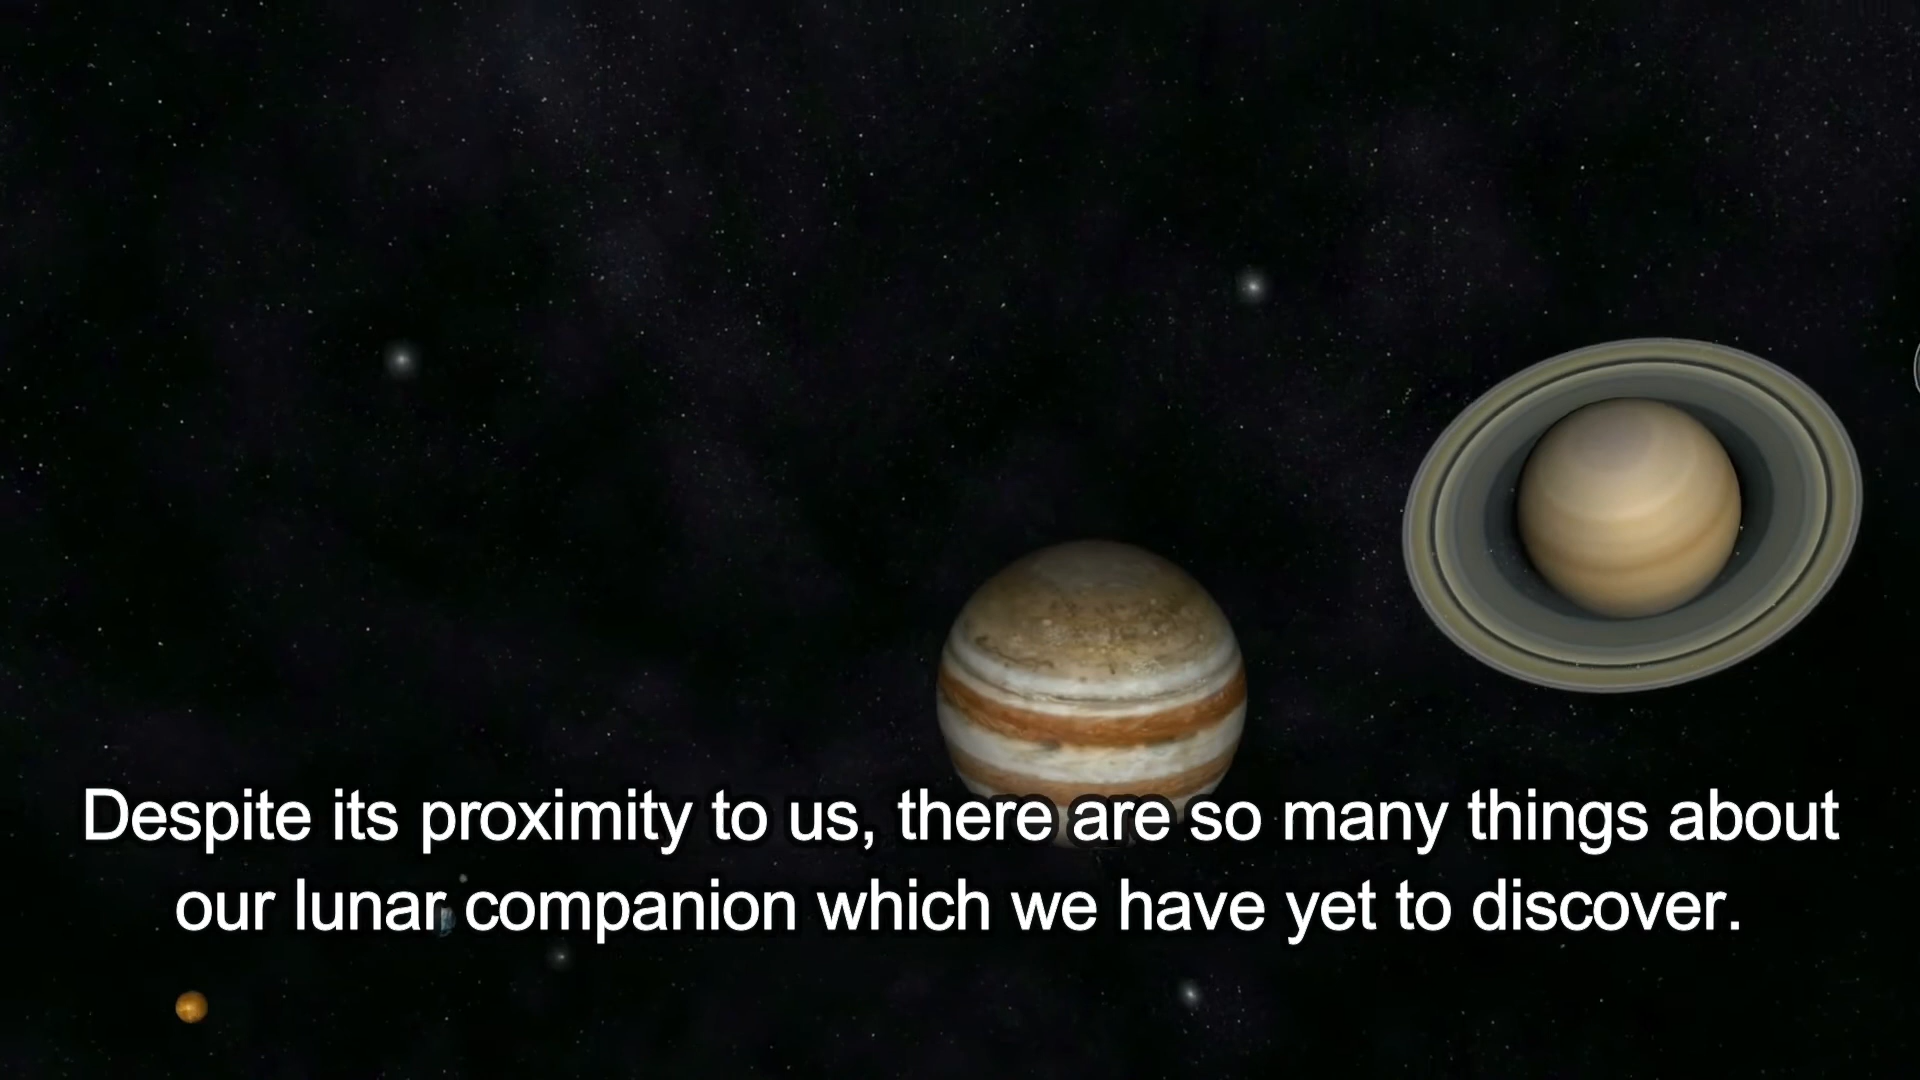 Despite its proximity to us, there are so many things about
our lunar companion which we have yet to discover.